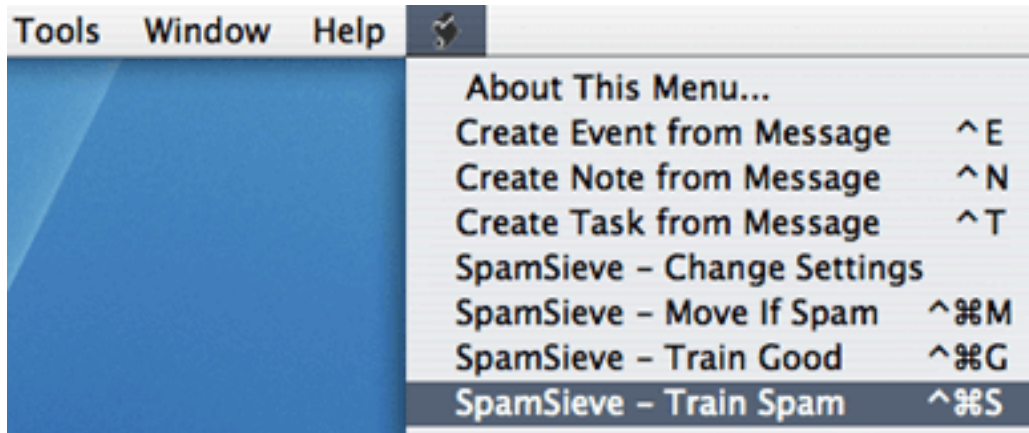 Tools Window Help
About This Menu...
Create Event from Message ^E
Create Note from Message ^N
Create Task from Message ^T
SpamSieve – Change Settings
SpamSieve – Move If Spam ^⌘M
SpamSieve – Train Good ^⌘G
SpamSieve – Train Spam ^⌘S